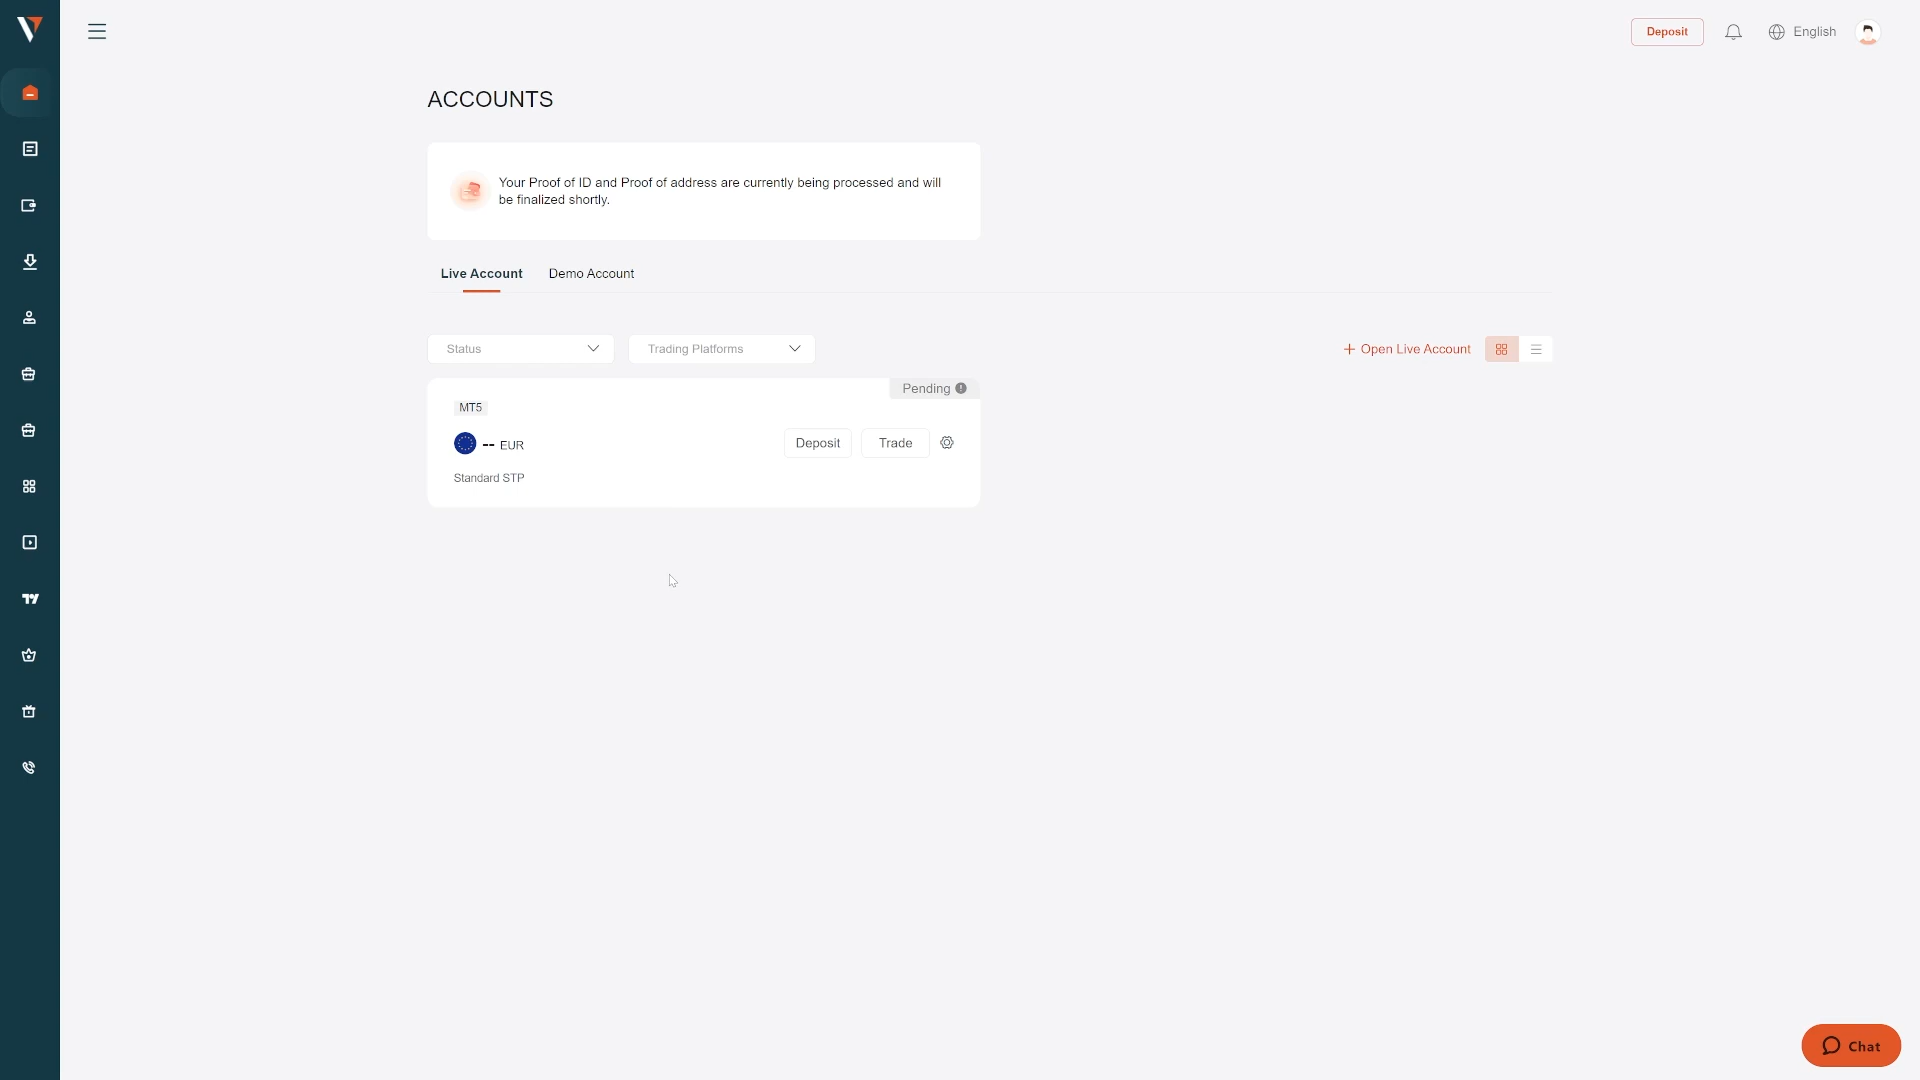 Deposit
English
ACCOUNTS
Your Proof of ID and Proof of address are currently being processed and will
be finalized shortly.
Live Account
Demo Account
Status
Trading Platforms
+ Open Live Account
Pending
MT5
-- EUR
Deposit
Trade
Standard STP
Chat